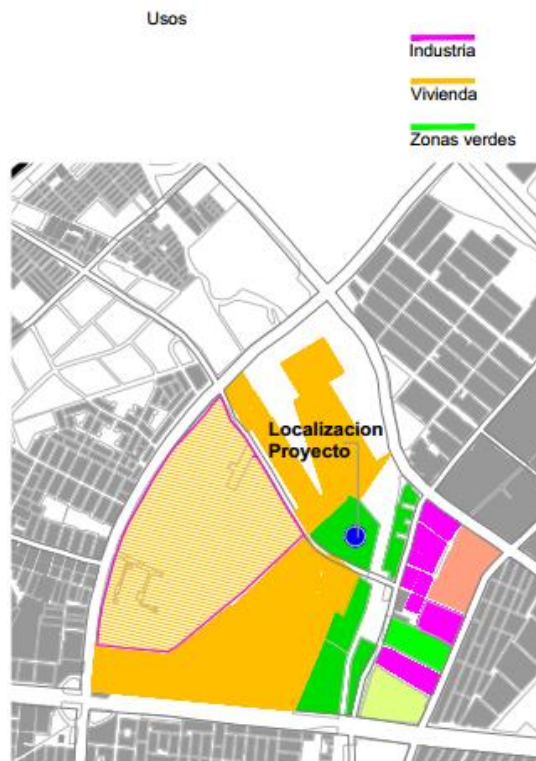 Usos
Industria
Vivienda
Zonas verdes
Localizacion
Proyecto